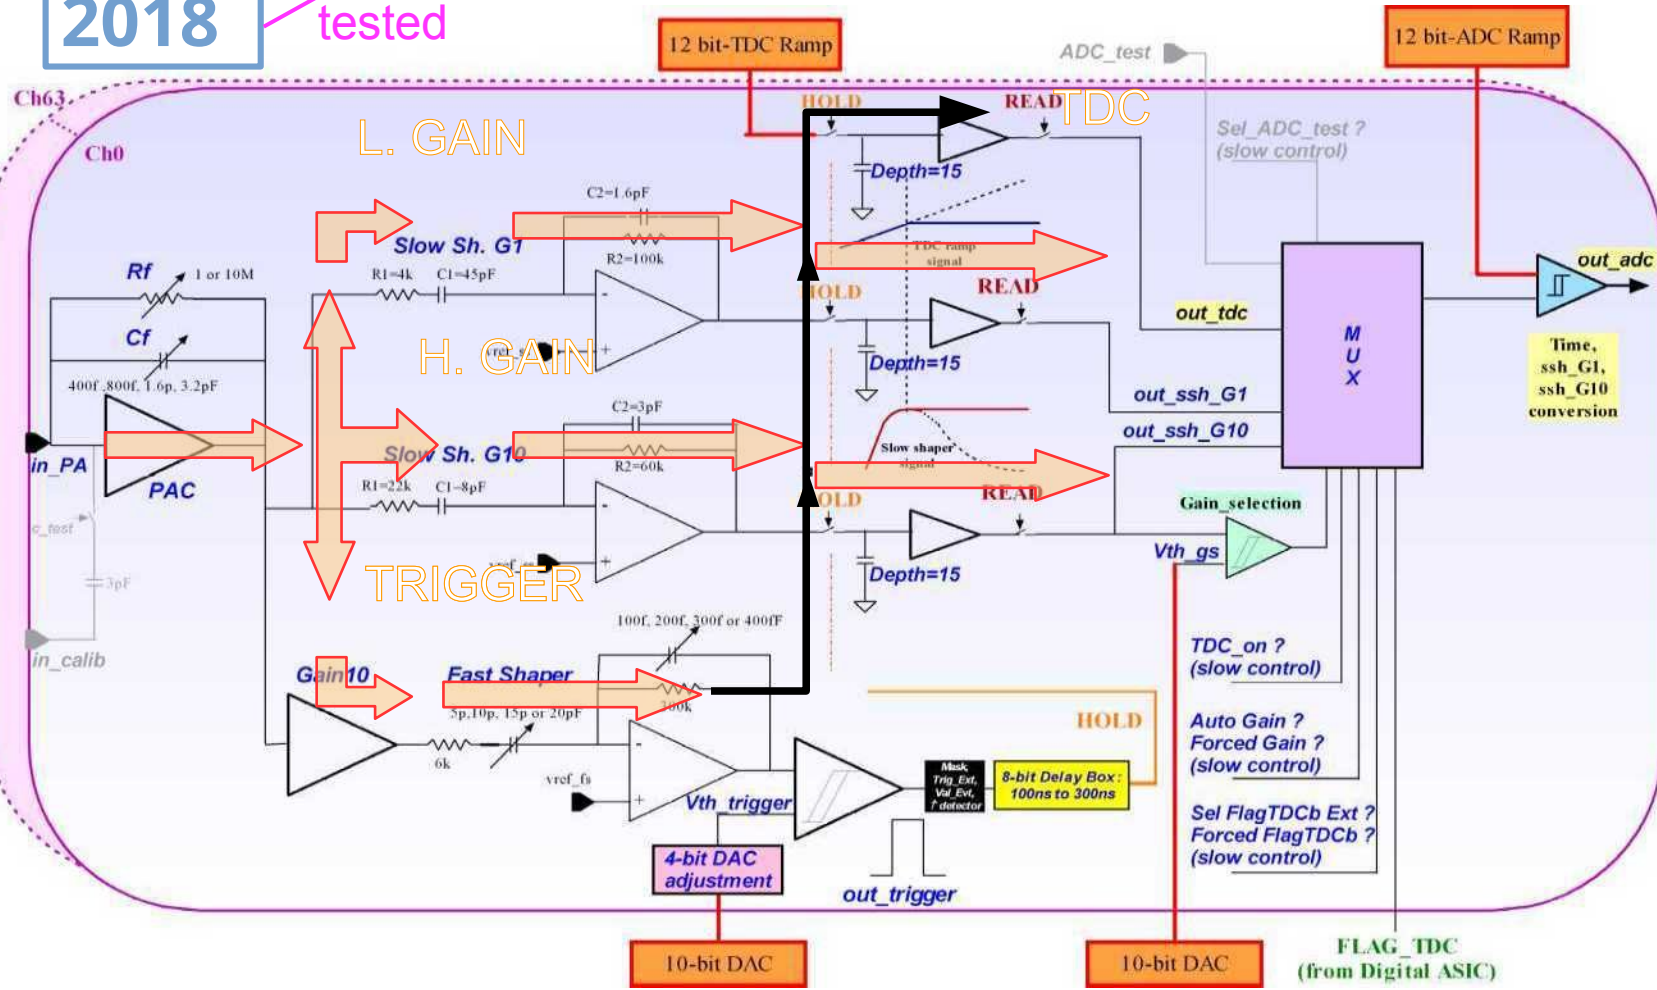 2018
tested
12 bit-TDC Ramp
ADC_test
12 bit-ADC Ramp
Ch63
Ch0
L. GAIN
HOLD
READ
TDC
Sel_ADC_test ?
(slow control)
Depth=15
C2=1.6pF
Slow Sh. G1
R1=4k
C1=45pF
R2=100k
TDC ramp
signal
Rf
1 or 10M
Cf
400f ,800f, 1.6p, 3.2pF
HOLD
READ
out_tdc
out_adc
M
U
X
Time,
ssh_G1,
ssh_G10
conversion
H. GAIN
Depth=15
out_ssh_G1
out_ssh_G10
C2=3pF
Slow Sh. G10
R2=60k
Slow shaper
signal
in_PA
PAC
R1=22k
C1=8pF
OLD
READ
Gain_selection
Vth_gs
c_test
3pF
in_calib
TRIGGER
Depth=15
100f, 200f, 300f or 400fF
Gain10
Fast Shaper
5p,10p, 15p or 20pF
6k
vref_fs
Vth_trigger
HOLD
Mask,
Trig_Ext,
Val_Evt,
↑ detector
8-bit Delay Box:
100ns to 300ns
TDC_on ?
(slow control)
Auto Gain ?
Forced Gain ?
(slow control)
Sel FlagTDCb Ext ?
Forced FlagTDCb ?
(slow control)
4-bit DAC
adjustment
out_trigger
10-bit DAC
10-bit DAC
FLAG_TDC
(from Digital ASIC)